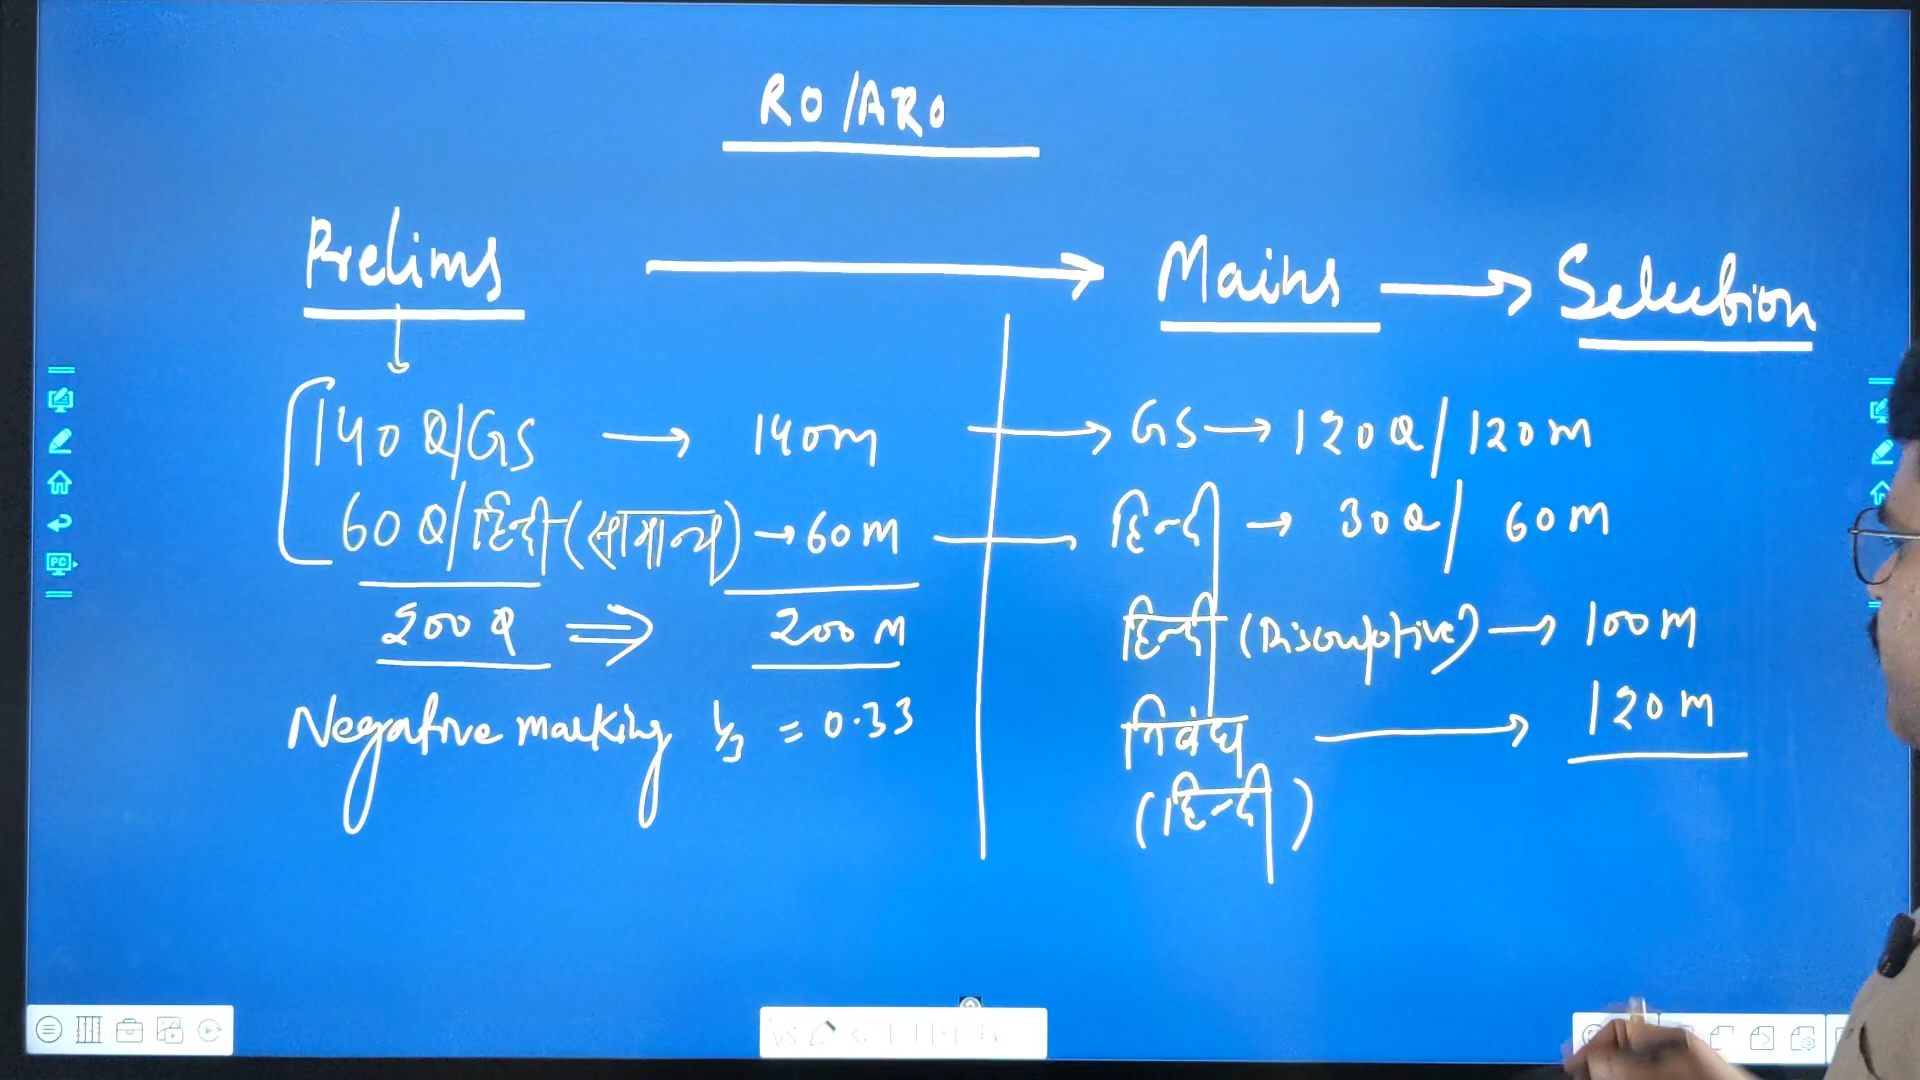 RO/ARO
Prelims → Mains → Selection
140 Q/GS → 140M
60 Q/हिन्दी (सामान्य) → 60M
200 Q ⇒ 200 M
Negative marking 1/3 = 0.33
GS → 120Q/120M
हिन्दी → 30Q/60M
हिन्दी (Discriptive) → 100M
निबंध → 120M
(हिन्दी)
PC